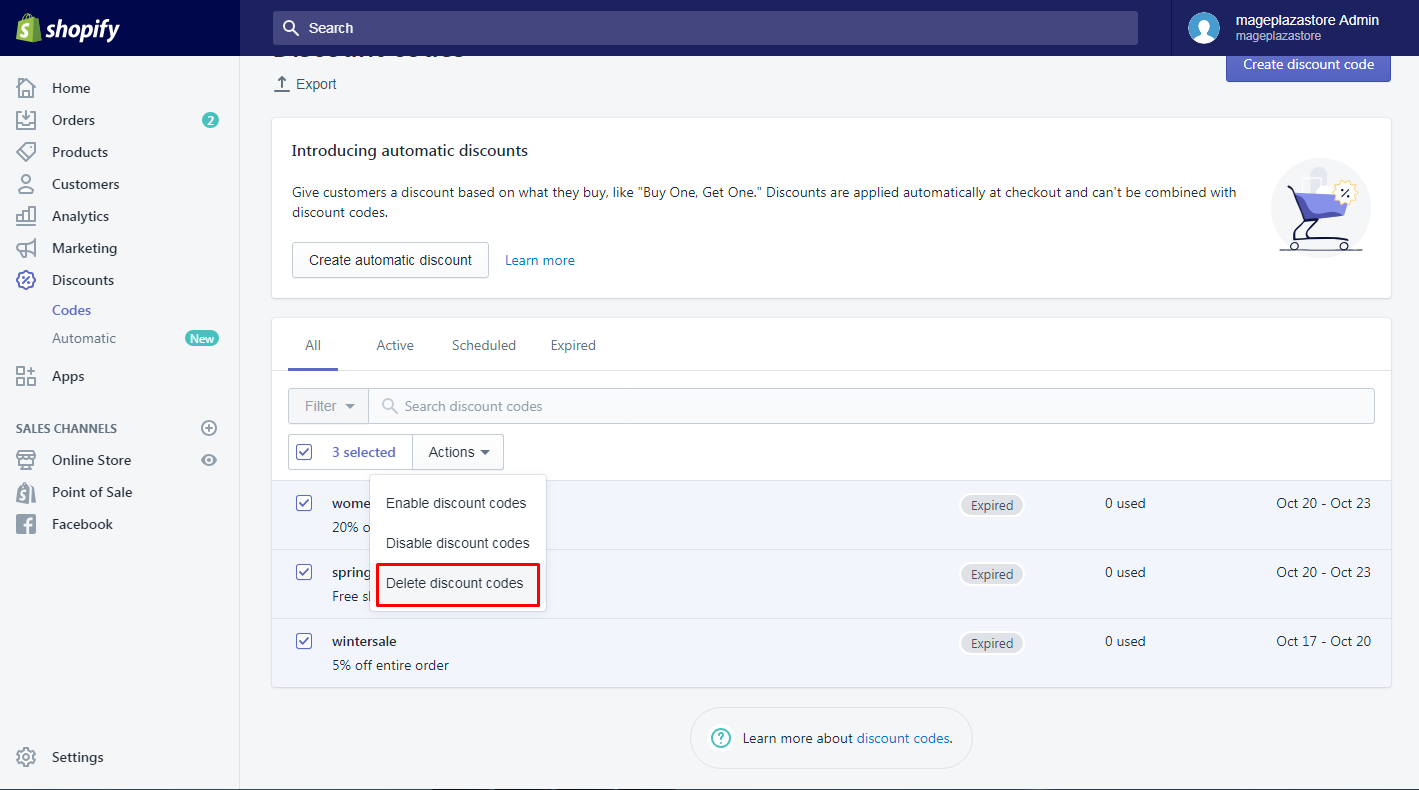 shopify
Search
mageplazastore Admin
mageplazastore
Home
Orders
2
Products
Customers
Analytics
Marketing
Discounts
Codes
Automatic
New
Apps
SALES CHANNELS
Online Store
Point of Sale
Facebook
Settings
Discount codes
Export
Create discount code
Introducing automatic discounts
Give customers a discount based on what they buy, like "Buy One, Get One." Discounts are applied automatically at checkout and can't be combined with
discount codes.
Create automatic discount Learn more
All Active Scheduled Expired
Filter Search discount codes
3 selected Actions
Enable discount codes
Disable discount codes
Delete discount codes
Expired 0 used Oct 20 - Oct 23
20%
spring Expired 0 used Oct 20 - Oct 23
Free
wintersale Expired 0 used Oct 17 - Oct 20
5% off entire order
Learn more about discount codes.